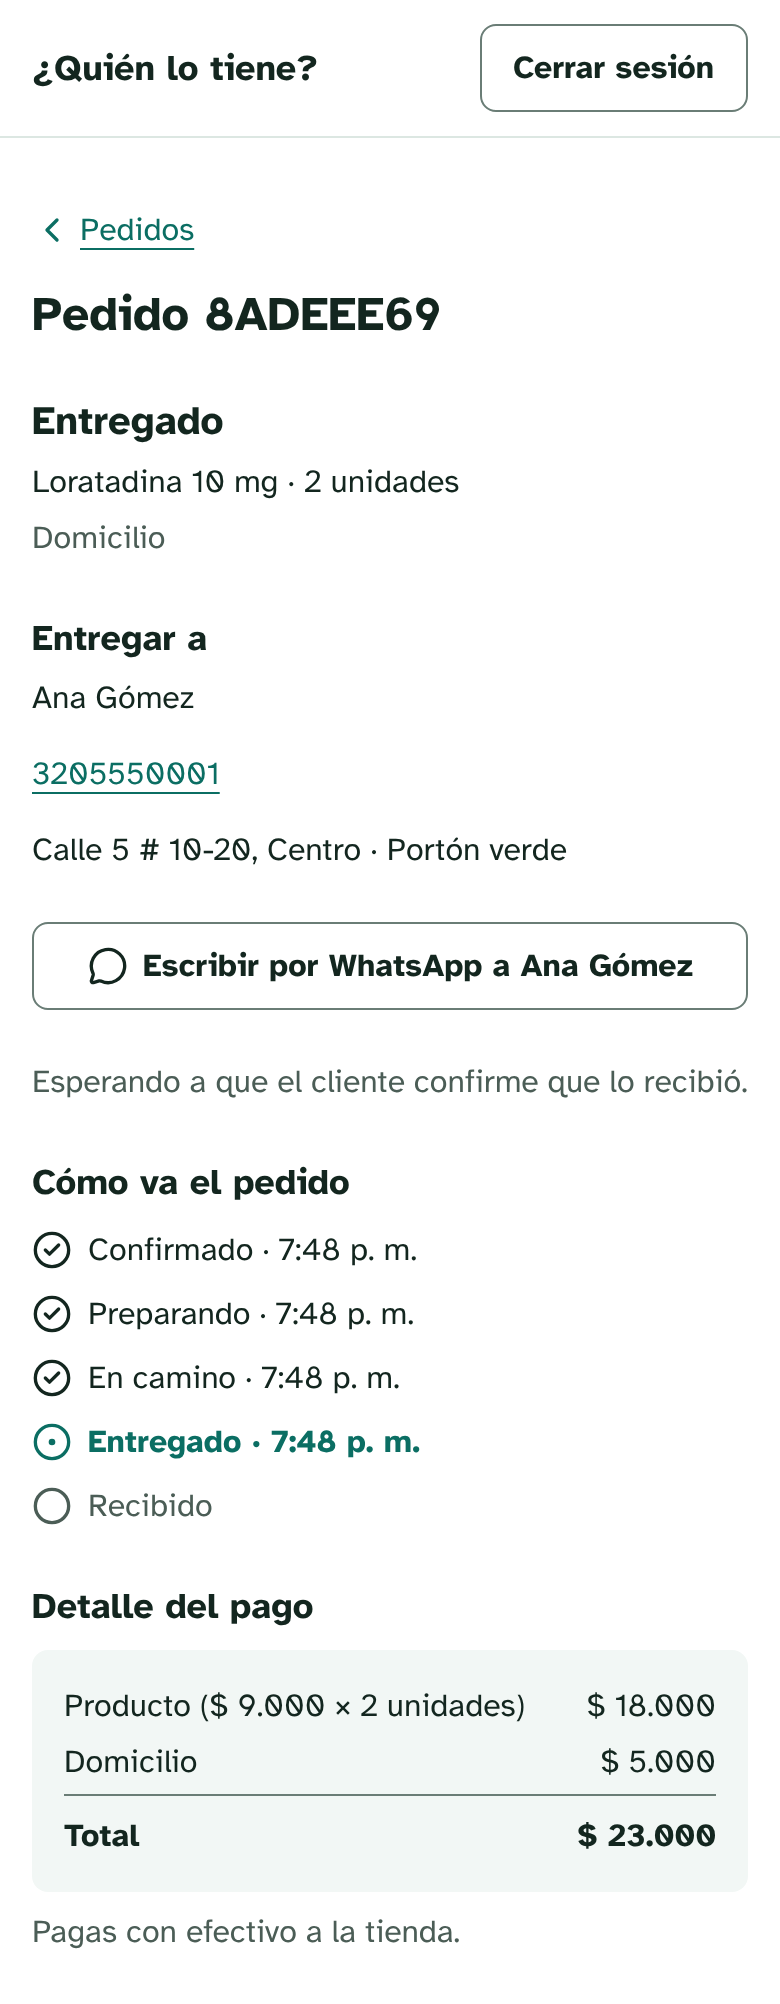 ¿Quién lo tiene?
Cerrar sesión
Pedidos
Pedido 8ADEEE69
Entregado
Loratadina 10 mg · 2 unidades
Domicilio
Entregar a
Ana Gómez
3205550001
Calle 5 # 10-20, Centro · Portón verde
Escribir por WhatsApp a Ana Gómez
Esperando a que el cliente confirme que lo recibió.
Cómo va el pedido
Confirmado · 7:48 p. m.
Preparando · 7:48 p. m.
En camino · 7:48 p. m.
Entregado · 7:48 p. m.
Recibido
Detalle del pago
Producto ($ 9.000 × 2 unidades) $ 18.000
Domicilio $ 5.000
Total $ 23.000
Pagas con efectivo a la tienda.